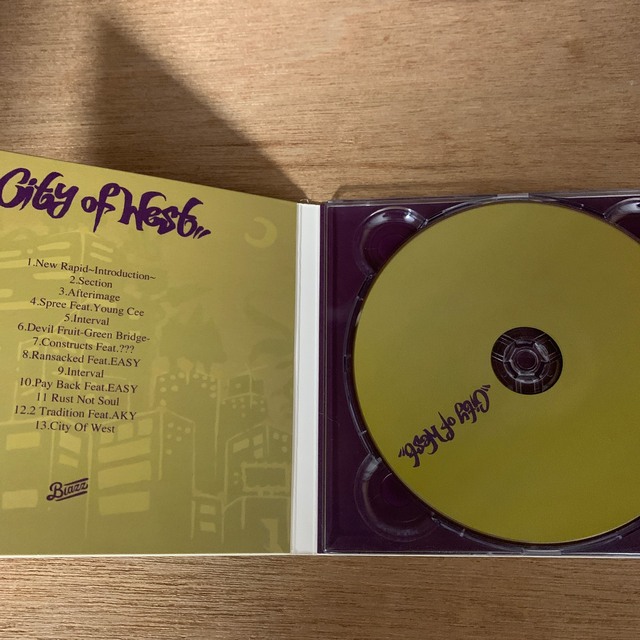 City of West,,
1.New Rapid~Introduction~
2.Section
3.Afterimage
4.Spree Feat.Young Cee
5.Interval
6.Devil Fruit-Green Bridge-
7.Constructs Feat.???
8.Ransacked Feat.EASY
9.Interval
10.Pay Back Feat.EASY
11 Rust Not Soul
12.2 Tradition Feat.AKY
13.City Of West
Blazz
"City of West,,